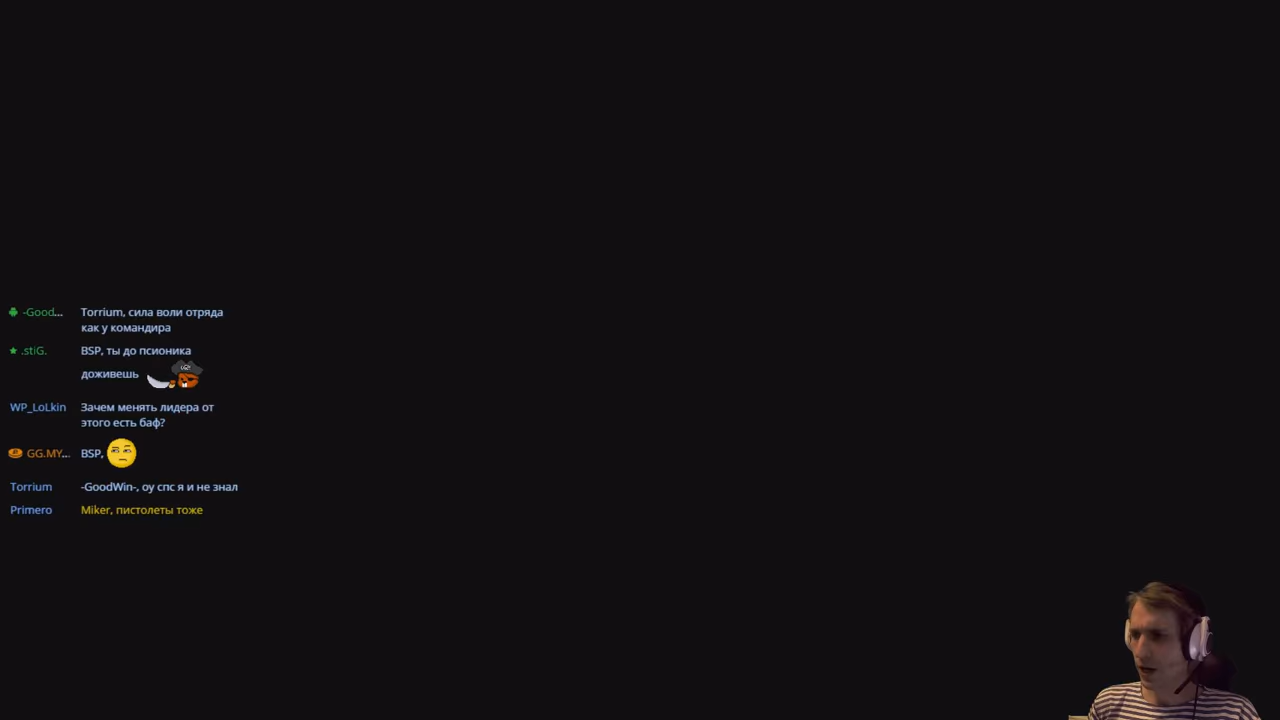 -Good... Torrium, сила воли отряда
как у командира
.stiG. BSP, ты до псионика
доживешь
WP_LoLkin Зачем менять лидера от
этого есть баф?
GG.MY... BSP,
Torrium -GoodWin-, оу спс я и не знал
Primero Miker, пистолеты тоже